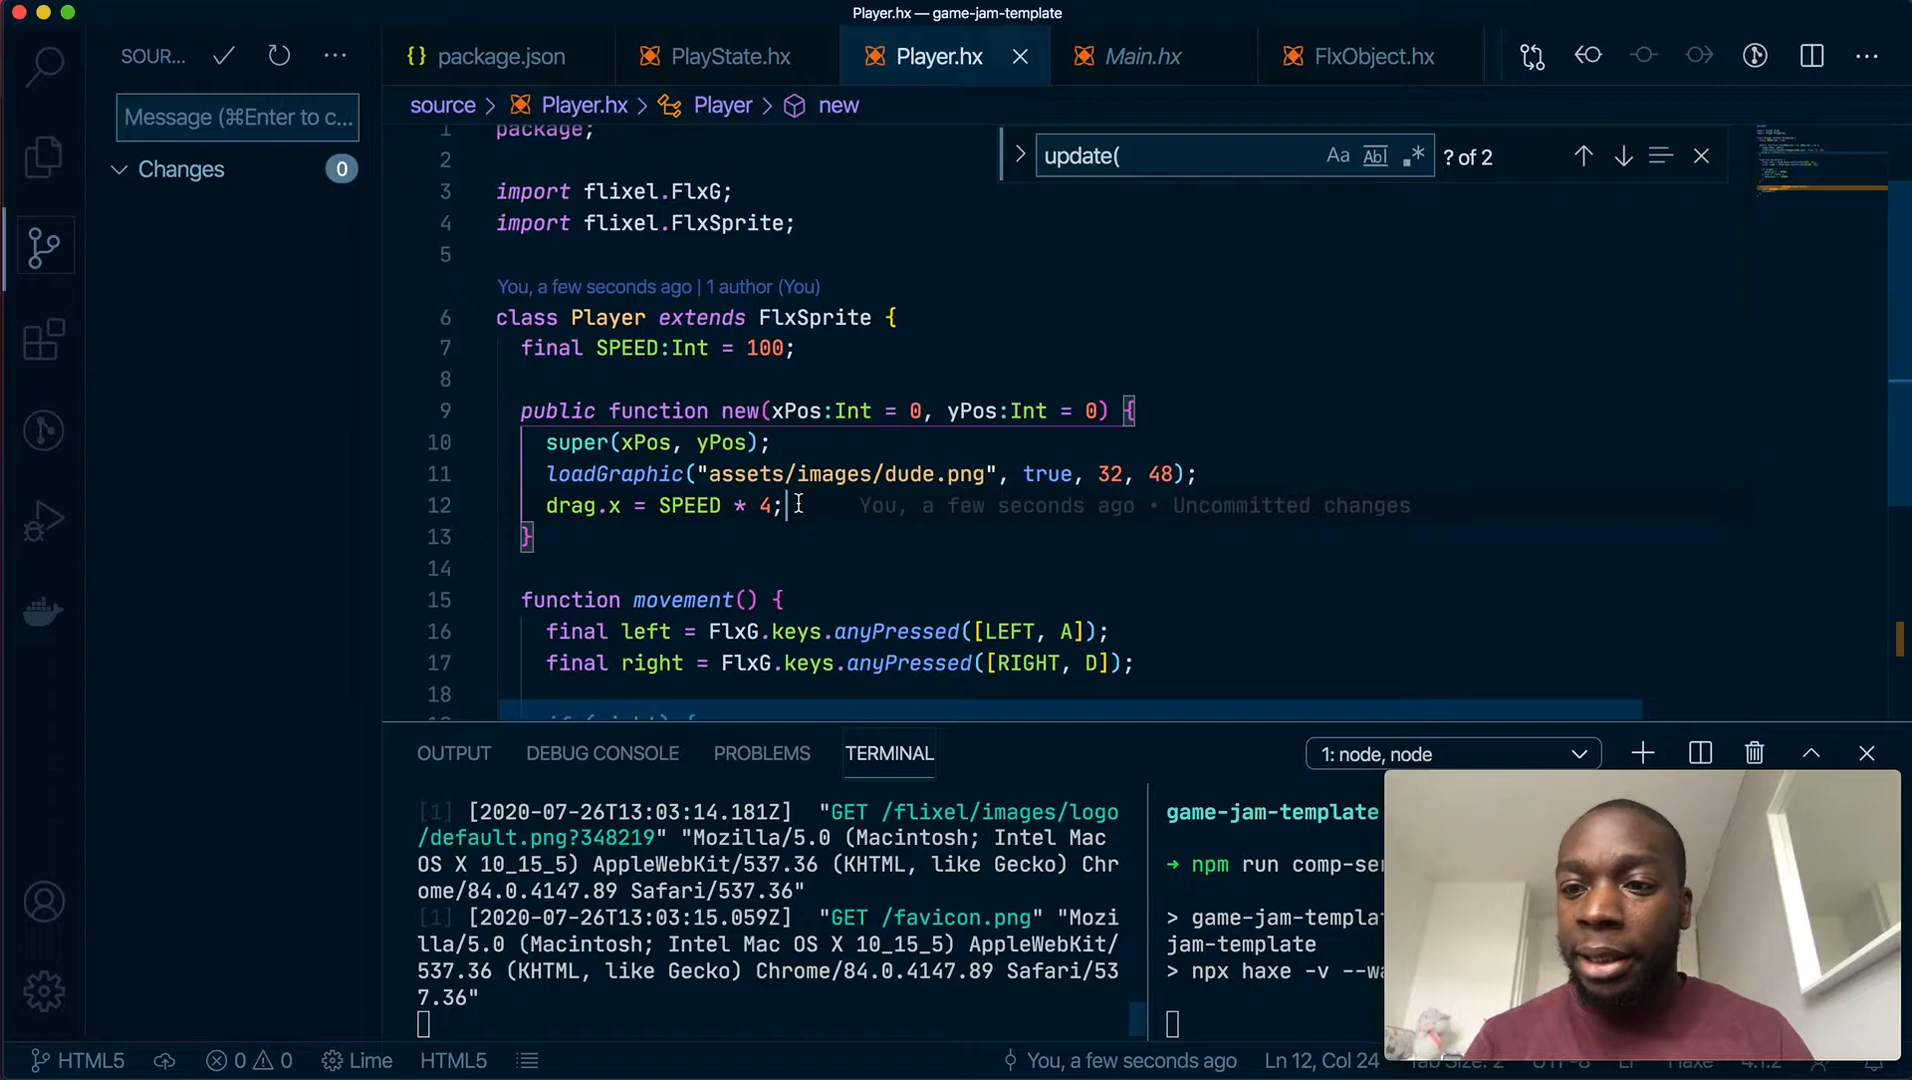 Player.hx — game-jam-template
SOUR...
package.json
PlayState.hx
Player.hx
Main.hx
FlxObject.hx
source > Player.hx > Player > new
Message (⌘Enter to c...
Changes
0
update(
Aa Abl .*
? of 2
1 package;
2
3 import flixel.FlxG;
4 import flixel.FlxSprite;
5
You, a few seconds ago | 1 author (You)
6 class Player extends FlxSprite {
7 final SPEED:Int = 100;
8
9 public function new(xPos:Int = 0, yPos:Int = 0) {
10 super(xPos, yPos);
11 loadGraphic("assets/images/dude.png", true, 32, 48);
12 drag.x = SPEED * 4; You, a few seconds ago • Uncommitted changes
13 }
14
15 function movement() {
16 final left = FlxG.keys.anyPressed([LEFT, A]);
17 final right = FlxG.keys.anyPressed([RIGHT, D]);
18
if (right) {
OUTPUT DEBUG CONSOLE PROBLEMS TERMINAL
1: node, node
[1] [2020-07-26T13:03:14.181Z] "GET /flixel/images/logo
/default.png?348219" "Mozilla/5.0 (Macintosh; Intel Mac
OS X 10_15_5) AppleWebKit/537.36 (KHTML, like Gecko) Chr
ome/84.0.4147.89 Safari/537.36"
[1] [2020-07-26T13:03:15.059Z] "GET /favicon.png" "Mozi
lla/5.0 (Macintosh; Intel Mac OS X 10_15_5) AppleWebKit/
537.36 (KHTML, like Gecko) Chrome/84.0.4147.89 Safari/53
7.36"
game-jam-template
→ npm run comp-se
> game-jam-templat
jam-template
> npx haxe -v --wa
HTML5
0
0
Lime
HTML5
You, a few seconds ago
Ln 12, Col 24